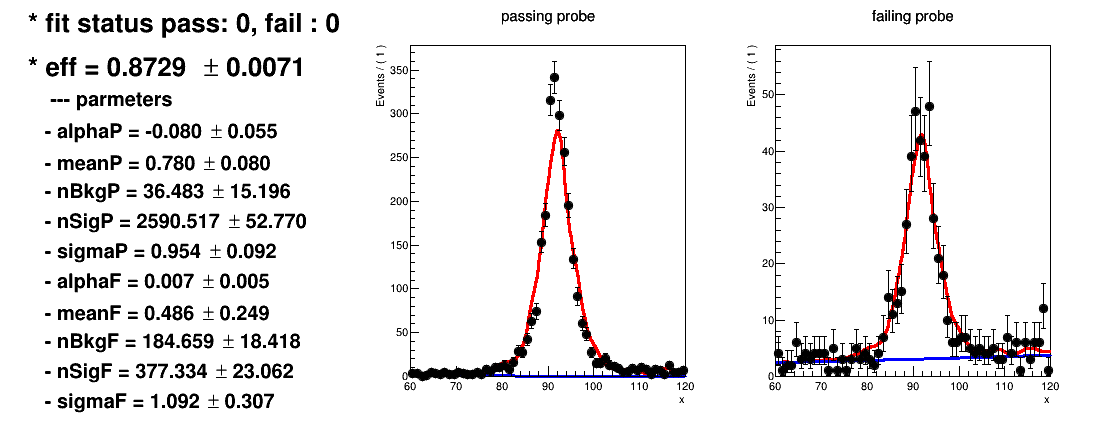 * fit status pass: 0, fail : 0
* eff = 0.8729 ± 0.0071
--- parmeters
- alphaP = -0.080 ± 0.055
- meanP = 0.780 ± 0.080
- nBkgP = 36.483 ± 15.196
- nSigP = 2590.517 ± 52.770
- sigmaP = 0.954 ± 0.092
- alphaF = 0.007 ± 0.005
- meanF = 0.486 ± 0.249
- nBkgF = 184.659 ± 18.418
- nSigF = 377.334 ± 23.062
- sigmaF = 1.092 ± 0.307
passing probe
Events / ( 1 )
350
300
250
200
150
100
50
0
60 70 80 90 100 110 120
x
failing probe
Events / ( 1 )
50
40
30
20
10
0
60 70 80 90 100 110 120
x